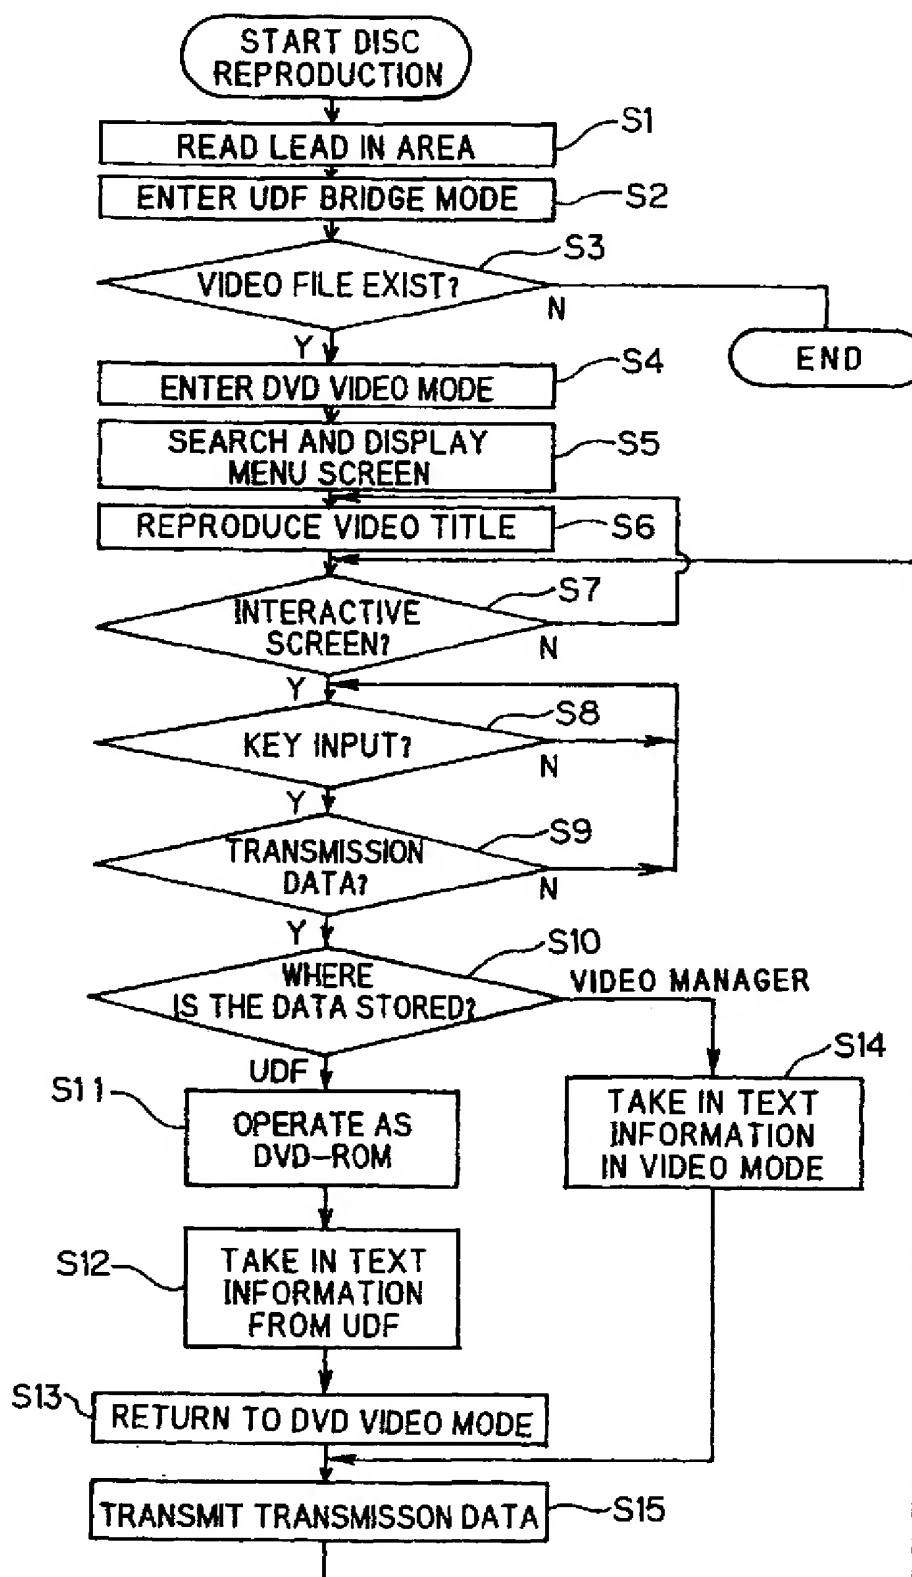 START DISC
REPRODUCTION
S1
READ LEAD IN AREA
S2
ENTER UDF BRIDGE MODE
S3
VIDEO FILE EXIST?
N
Y
END
S4
ENTER DVD VIDEO MODE
S5
SEARCH AND DISPLAY
MENU SCREEN
REPRODUCE VIDEO TITLE
S6
S7
INTERACTIVE
SCREEN?
N
Y
S8
KEY INPUT?
N
Y
S9
TRANSMISSION
DATA?
N
Y
S10
WHERE
IS THE DATA STORED?
VIDEO MANAGER
UDF
S11
OPERATE AS
DVD-ROM
S14
TAKE IN TEXT
INFORMATION
IN VIDEO MODE
S12
TAKE IN TEXT
INFORMATION
FROM UDF
S13
RETURN TO DVD VIDEO MODE
TRANSMIT TRANSMISSON DATA
S15